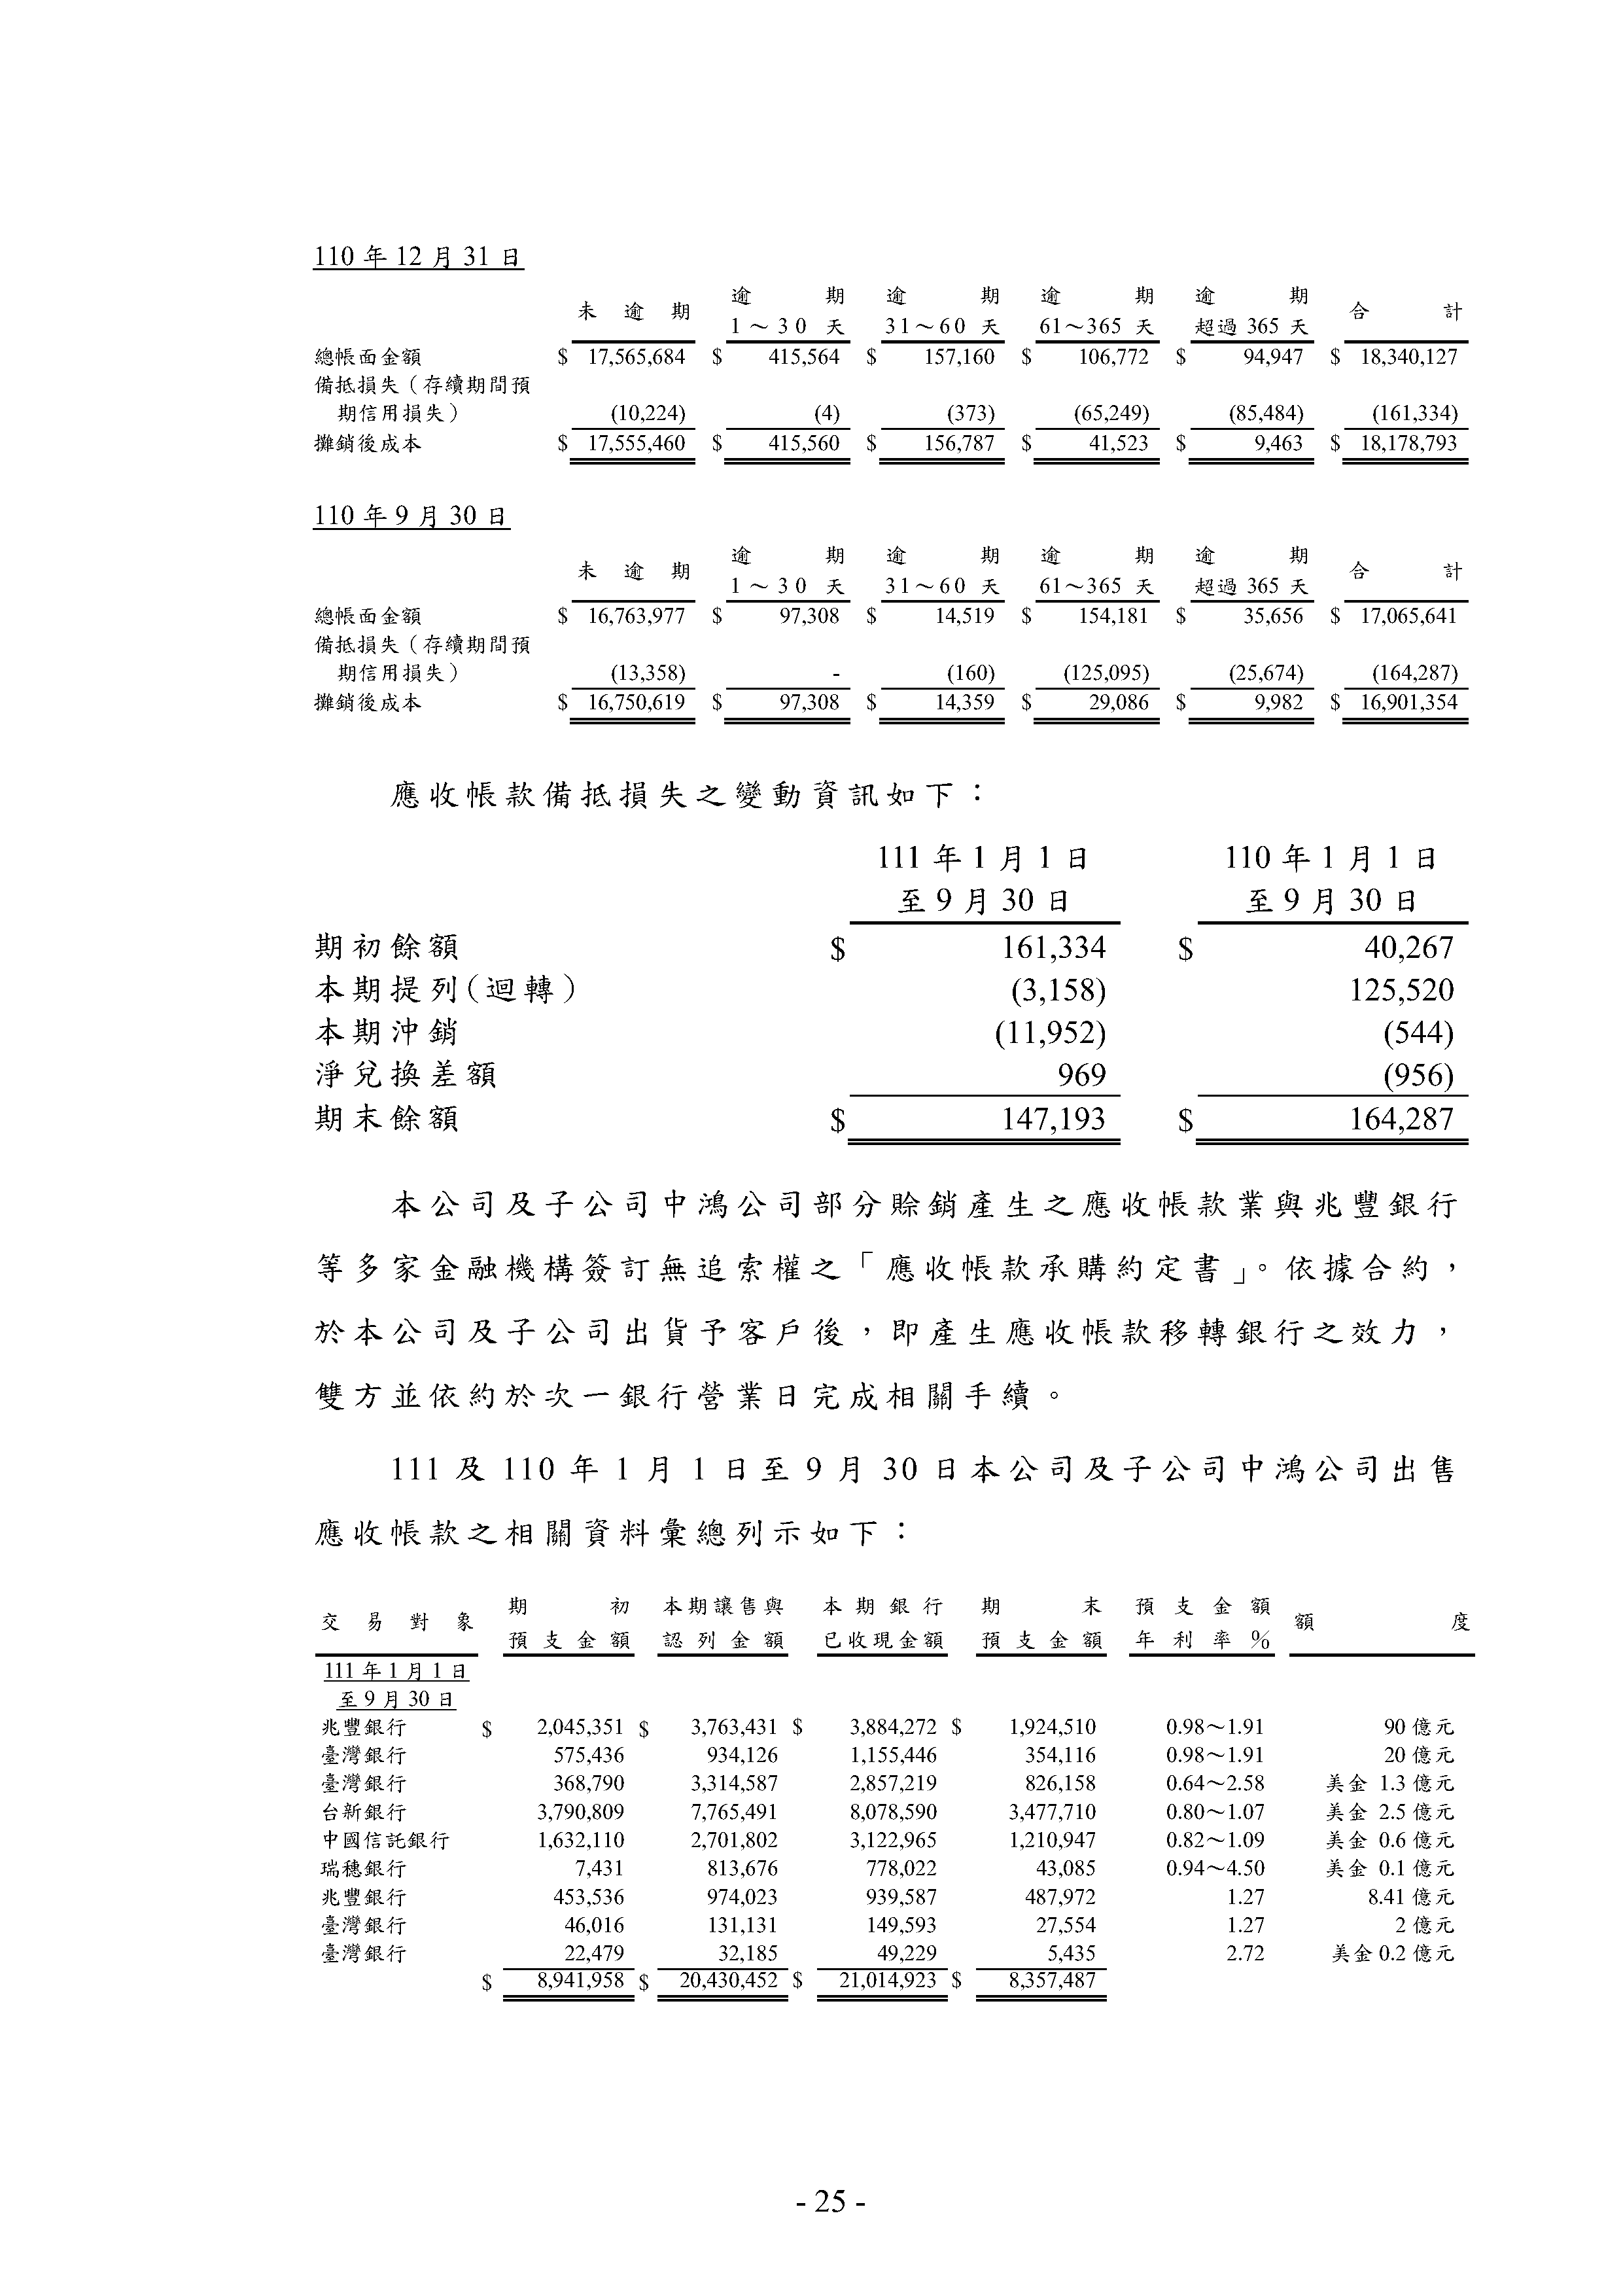 110 年 12 月 31 日
未逾期 逾期 1～30 天 逾期 31～60 天 逾期 61～365 天 逾期 超過 365 天 合計
總帳面金額 $ 17,565,684 $ 415,564 $ 157,160 $ 106,772 $ 94,947 $ 18,340,127
備抵損失（存續期間預
期信用損失） (10,224) (4) (373) (65,249) (85,484) (161,334)
攤銷後成本 $ 17,555,460 $ 415,560 $ 156,787 $ 41,523 $ 9,463 $ 18,178,793
110 年 9 月 30 日
未逾期 逾期 1～30 天 逾期 31～60 天 逾期 61～365 天 逾期 超過 365 天 合計
總帳面金額 $ 16,763,977 $ 97,308 $ 14,519 $ 154,181 $ 35,656 $ 17,065,641
備抵損失（存續期間預
期信用損失） (13,358) - (160) (125,095) (25,674) (164,287)
攤銷後成本 $ 16,750,619 $ 97,308 $ 14,359 $ 29,086 $ 9,982 $ 16,901,354
應收帳款備抵損失之變動資訊如下：
111 年 1 月 1 日 110 年 1 月 1 日
至 9 月 30 日 至 9 月 30 日
期初餘額 $ 161,334 $ 40,267
本期提列（迴轉） (3,158) 125,520
本期沖銷 (11,952) (544)
淨兌換差額 969 (956)
期末餘額 $ 147,193 $ 164,287
本公司及子公司中鴻公司部分賒銷產生之應收帳款業與兆豐銀行
等多家金融機構簽訂無追索權之「應收帳款承購約定書」。依據合約，
於本公司及子公司出貨予客戶後，即產生應收帳款移轉銀行之效力，
雙方並依約於次一銀行營業日完成相關手續。
111 及 110 年 1 月 1 日至 9 月 30 日本公司及子公司中鴻公司出售
應收帳款之相關資料彙總列示如下：
交易對象 期初預支金額 本期讓售與認列金額 本期銀行已收現金額 期末預支金額 預支金額年利率% 額度
111 年 1 月 1 日
至 9 月 30 日
兆豐銀行 $ 2,045,351 $ 3,763,431 $ 3,884,272 $ 1,924,510 0.98～1.91 90 億元
臺灣銀行 575,436 934,126 1,155,446 354,116 0.98～1.91 20 億元
臺灣銀行 368,790 3,314,587 2,857,219 826,158 0.64～2.58 美金 1.3 億元
台新銀行 3,790,809 7,765,491 8,078,590 3,477,710 0.80～1.07 美金 2.5 億元
中國信託銀行 1,632,110 2,701,802 3,122,965 1,210,947 0.82～1.09 美金 0.6 億元
瑞穗銀行 7,431 813,676 778,022 43,085 0.94～4.50 美金 0.1 億元
兆豐銀行 453,536 974,023 939,587 487,972 1.27 8.41 億元
臺灣銀行 46,016 131,131 149,593 27,554 1.27 2 億元
臺灣銀行 22,479 32,185 49,229 5,435 2.72 美金 0.2 億元
$ 8,941,958 $ 20,430,452 $ 21,014,923 $ 8,357,487
- 25 -